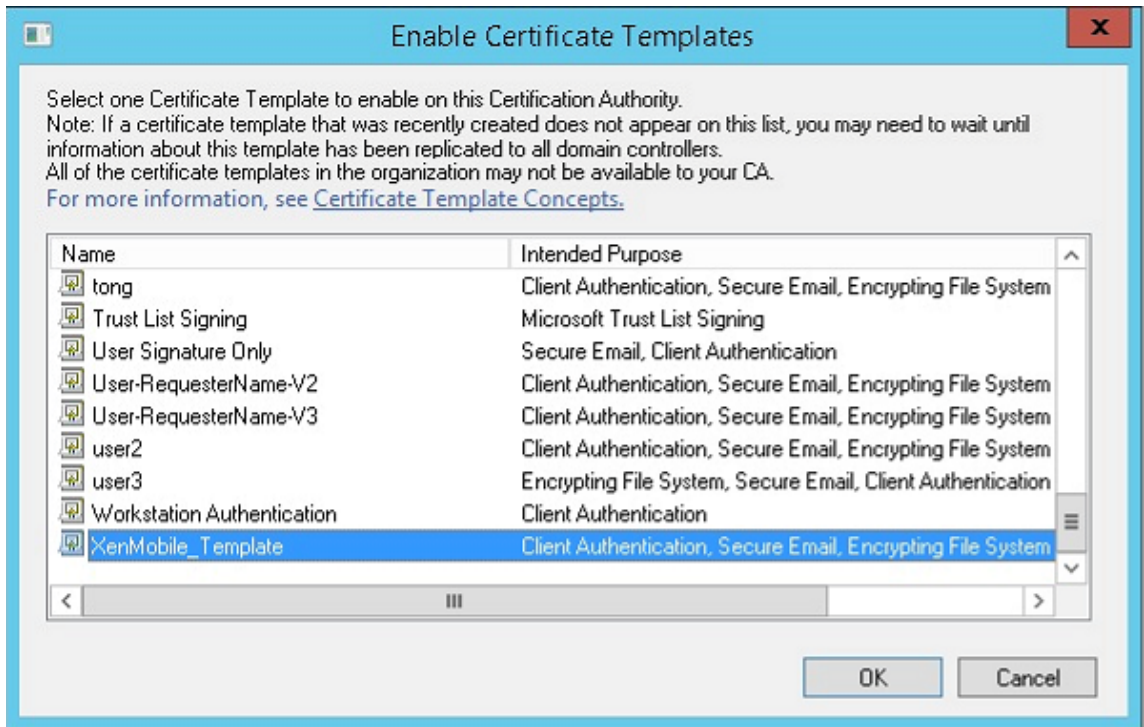 Enable Certificate Templates
x
Select one Certificate Template to enable on this Certification Authority.
Note: If a certificate template that was recently created does not appear on this list, you may need to wait until
information about this template has been replicated to all domain controllers.
All of the certificate templates in the organization may not be available to your CA.
For more information, see Certificate Template Concepts.
Name Intended Purpose
tong Client Authentication, Secure Email, Encrypting File System
Trust List Signing Microsoft Trust List Signing
User Signature Only Secure Email, Client Authentication
User-RequesterName-V2 Client Authentication, Secure Email, Encrypting File System
User-RequesterName-V3 Client Authentication, Secure Email, Encrypting File System
user2 Client Authentication, Secure Email, Encrypting File System
user3 Encrypting File System, Secure Email, Client Authentication
Workstation Authentication Client Authentication
XenMobile_Template Client Authentication, Secure Email, Encrypting File System
OK Cancel